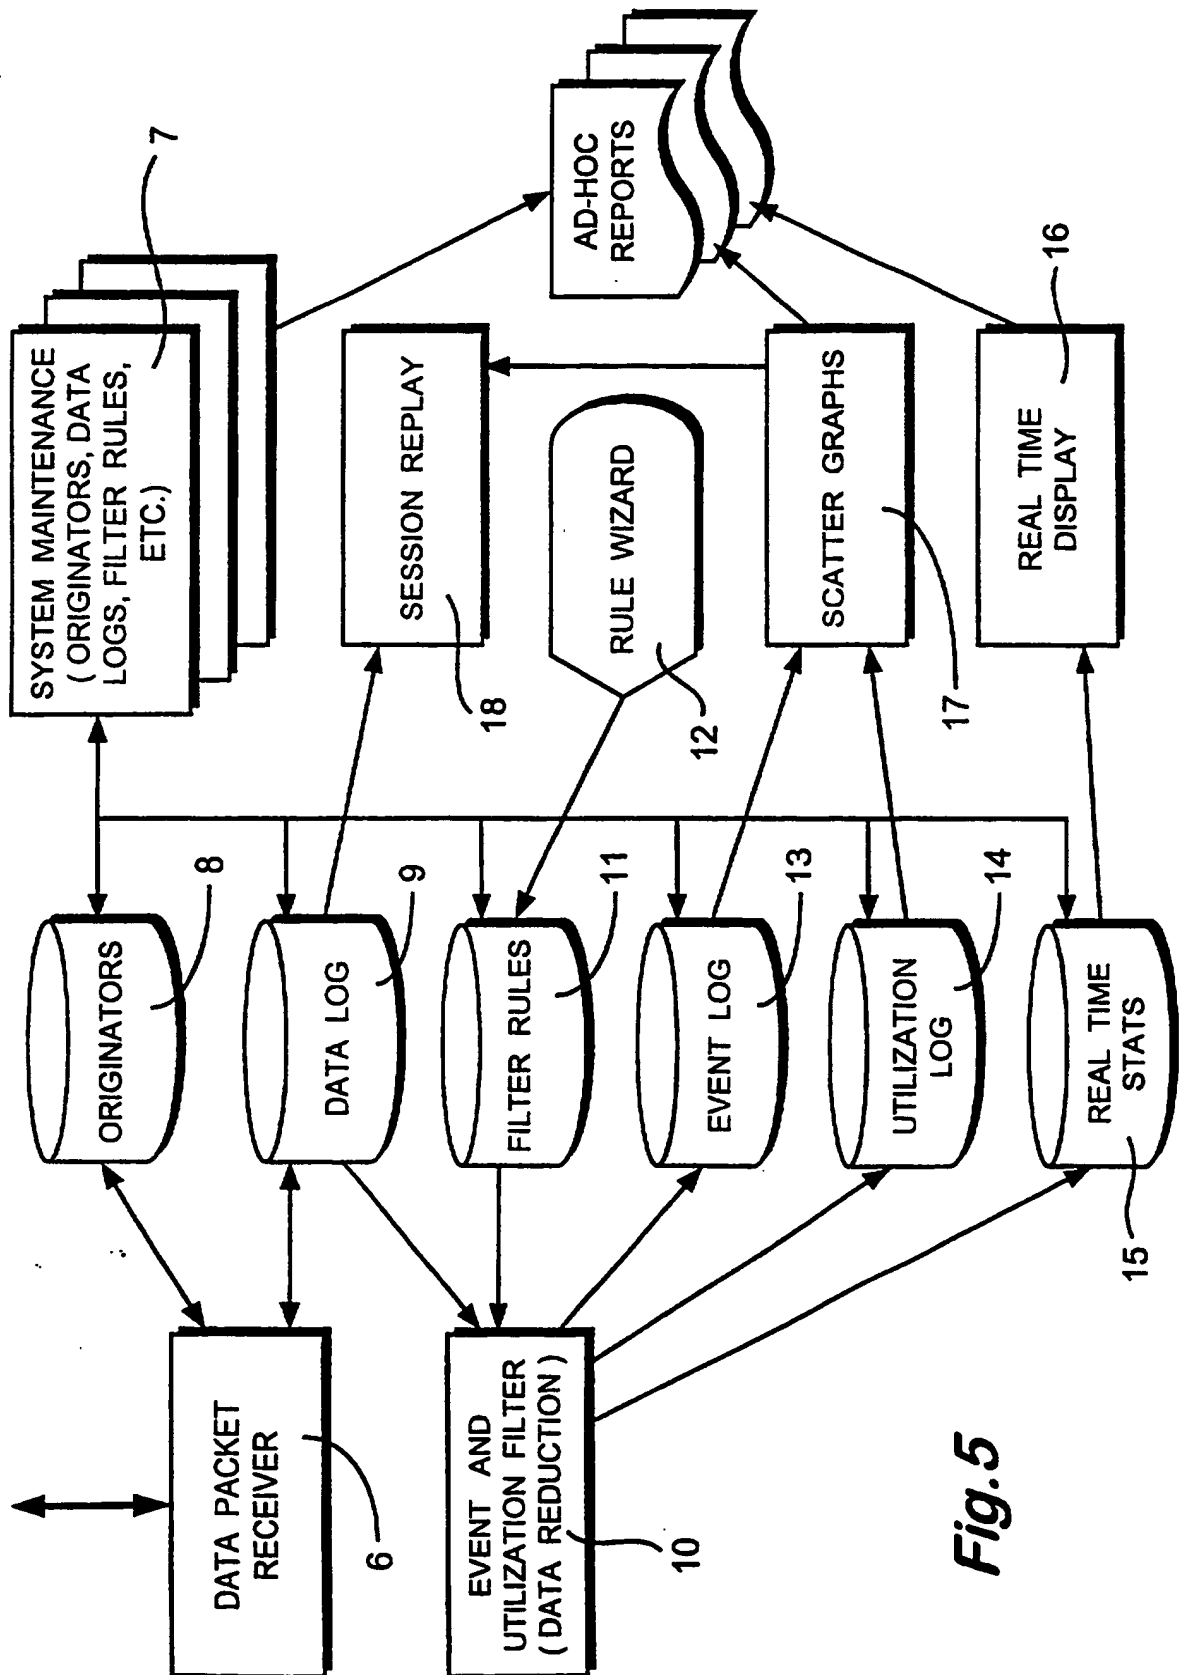 DATA PACKET
RECEIVER
6
EVENT AND
UTILIZATION FILTER
( DATA REDUCTION )
10
ORIGINATORS
8
DATA LOG
9
FILTER RULES
11
EVENT LOG
13
UTILIZATION
LOG
14
REAL TIME
STATS
15
SYSTEM MAINTENANCE
( ORIGINATORS, DATA
LOGS, FILTER RULES,
ETC.)
7
SESSION REPLAY
18
RULE WIZARD
12
SCATTER GRAPHS
17
REAL TIME
DISPLAY
16
AD-HOC
REPORTS
Fig.5